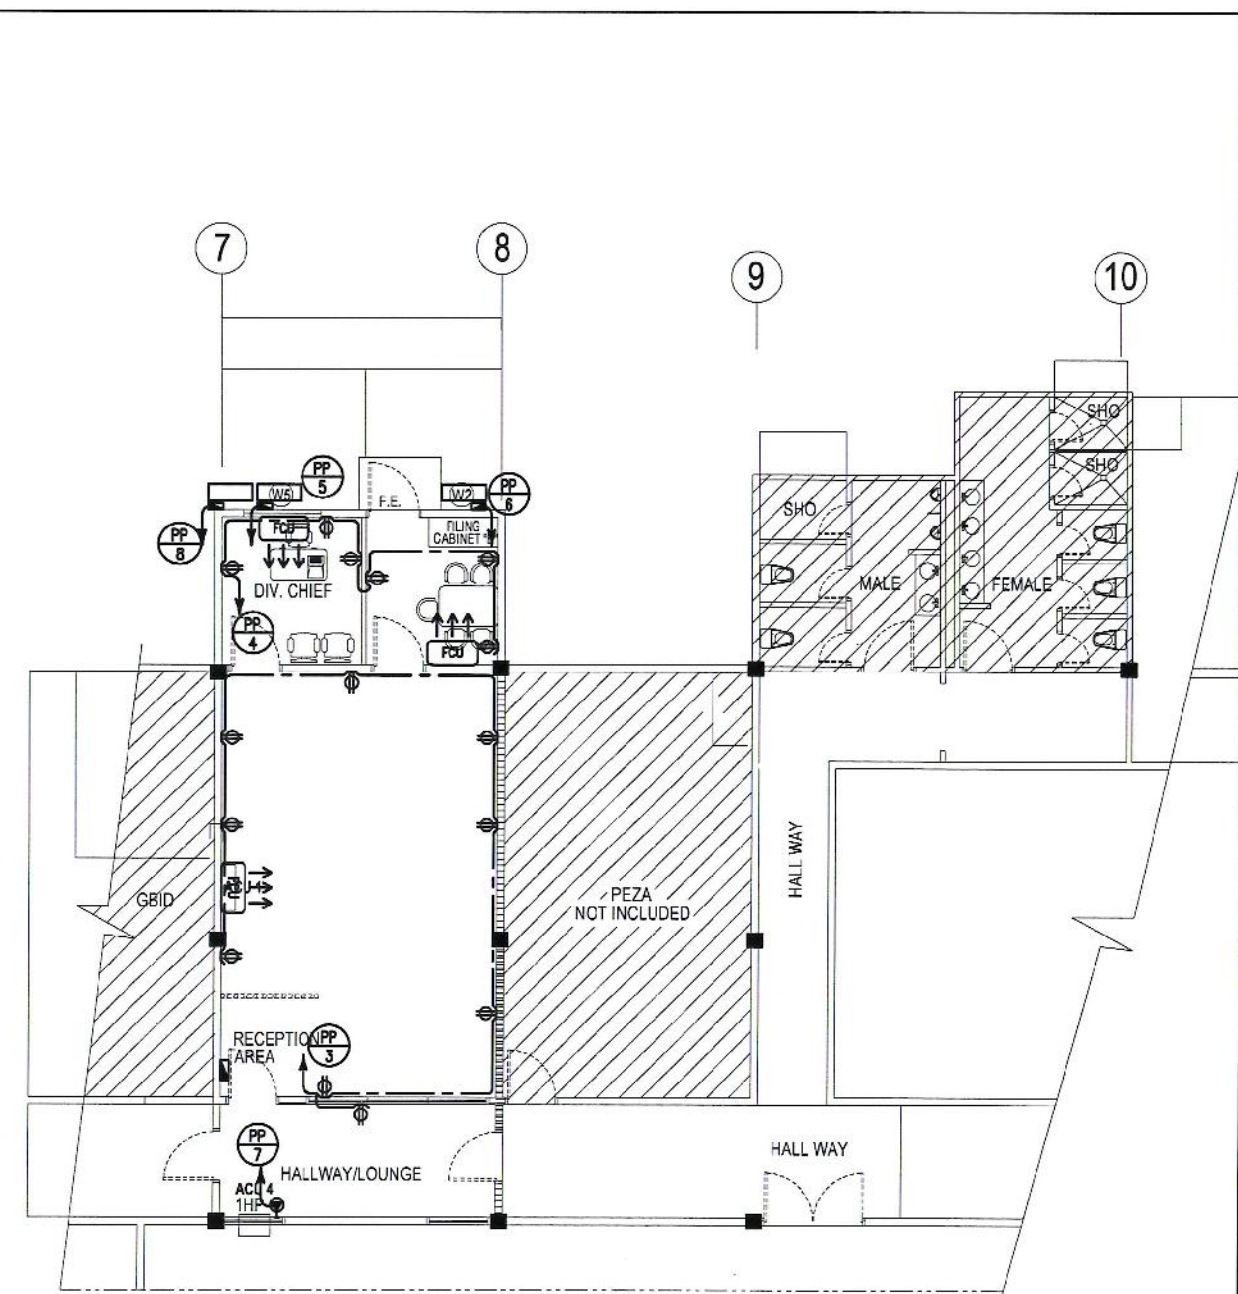 7
8
9
10
PP
5
(W5)
(W2)
PP
6
PP
8
F.E.
FCU
FILING
CABINET
DIV. CHIEF
PP
4
FCU
SHO
SHO
SHO
MALE
FEMALE
GBID
FCU
PEZA
NOT INCLUDED
HALL WAY
RECEPTION
AREA
PP
3
PP
7
HALLWAY/LOUNGE
HALL WAY
ACU 4
1HP